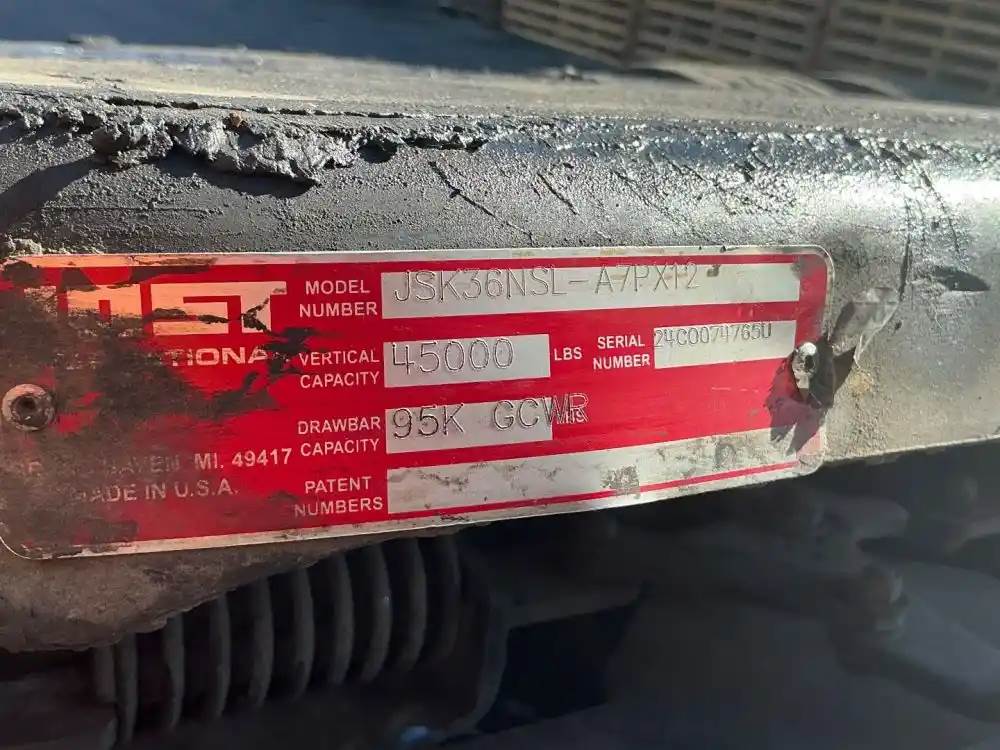 MODEL NUMBER JSK36NSL-A7PX12
VERTICAL CAPACITY 45000 LBS
SERIAL NUMBER 24C0074765U
DRAWBAR CAPACITY 95K GCWR
MI. 49417
MADE IN U.S.A.
PATENT NUMBERS